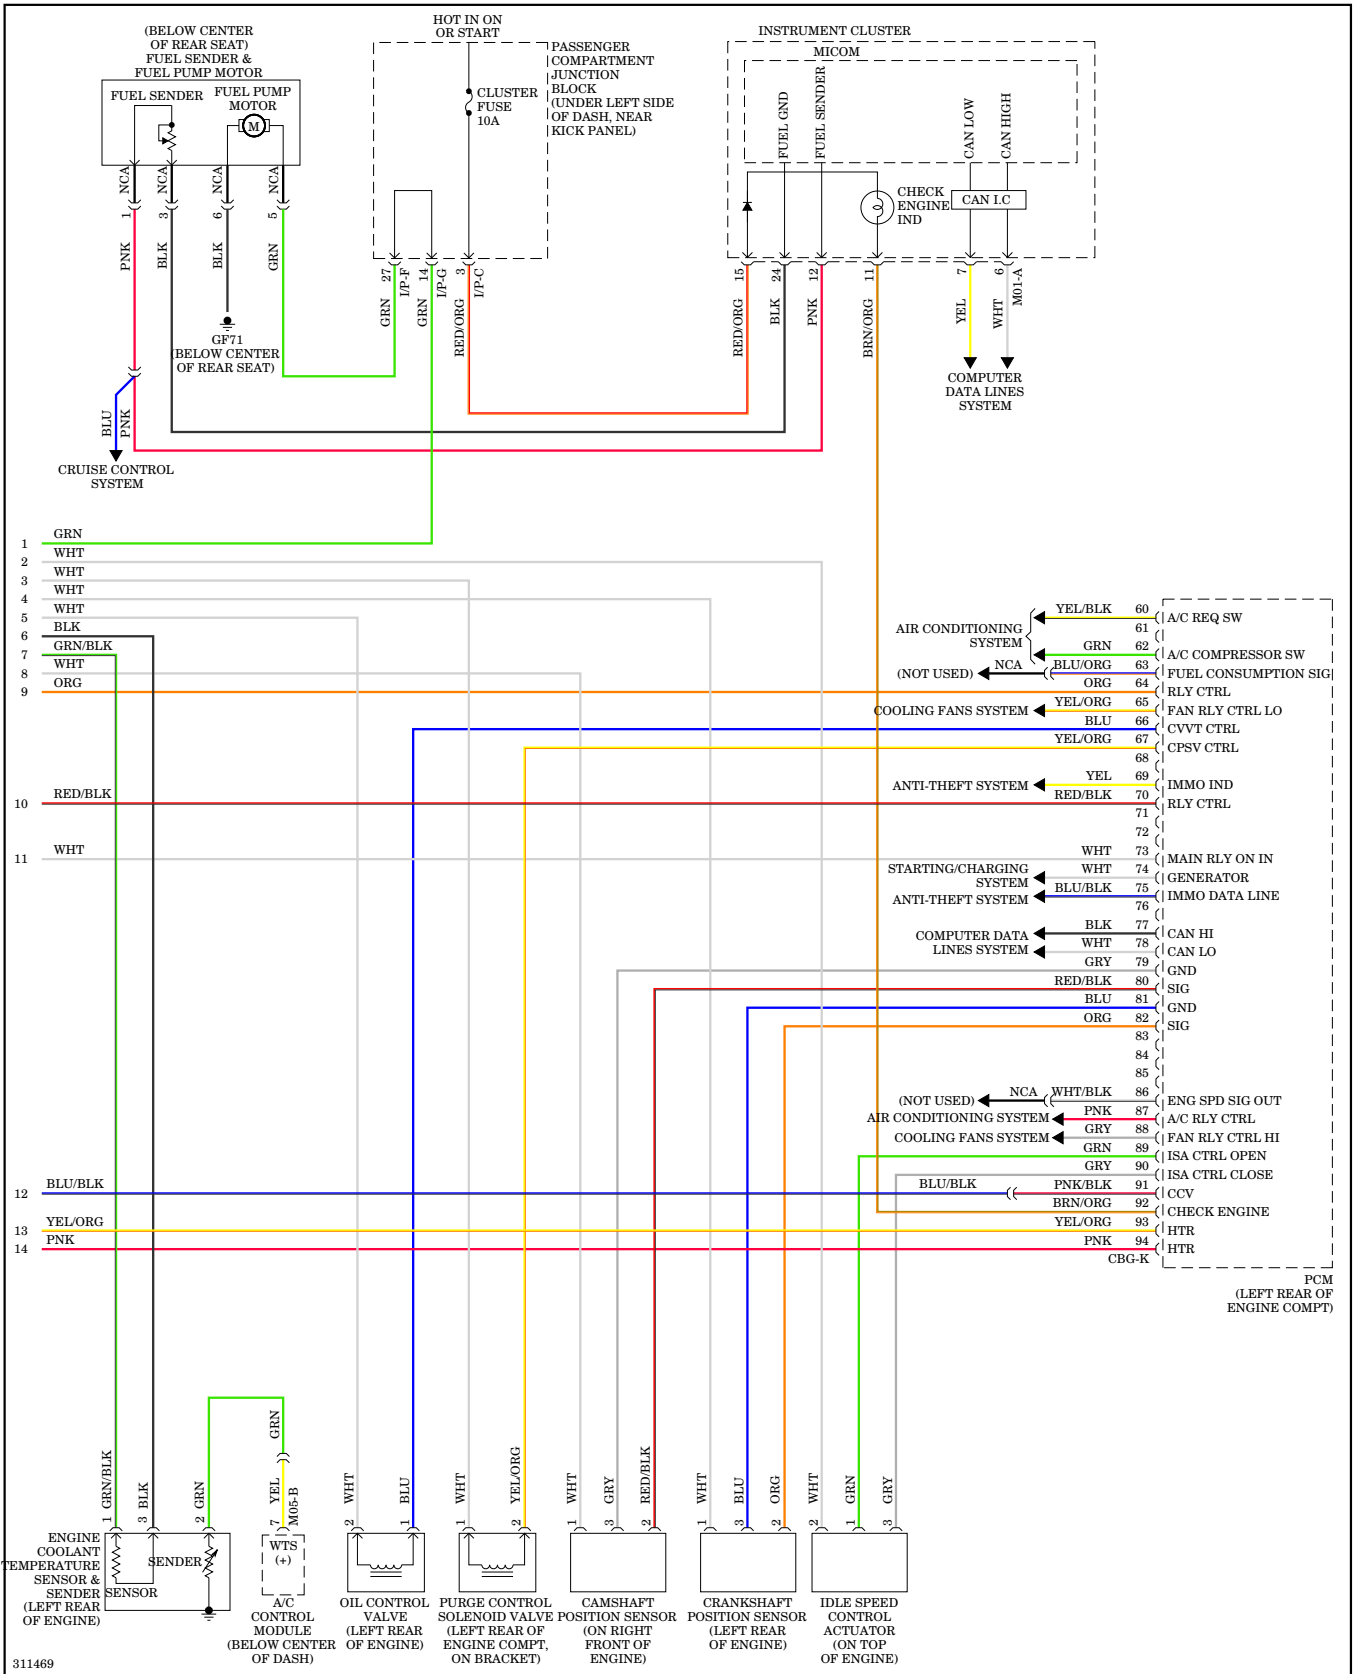 (BELOW CENTER
OF REAR SEAT)
FUEL SENDER &
FUEL PUMP MOTOR
FUEL SENDER
FUEL PUMP
MOTOR
M
NCA
NCA
NCA
NCA
1
3
6
5
PNK
BLK
BLK
GRN
GF71
(BELOW CENTER
OF REAR SEAT)
BLU
PNK
CRUISE CONTROL
SYSTEM
HOT IN ON
OR START
CLUSTER
FUSE
10A
PASSENGER
COMPARTMENT
JUNCTION
BLOCK
(UNDER LEFT SIDE
OF DASH, NEAR
KICK PANEL)
27
I/P-F
14
I/P-G
3
I/P-C
GRN
GRN
RED/ORG
INSTRUMENT CLUSTER
MICOM
FUEL GND
FUEL SENDER
CAN LOW
CAN HIGH
CHECK
ENGINE
IND
CAN I.C
15
24
12
11
7
6
M01-A
RED/ORG
BLK
PNK
BRN/ORG
YEL
WHT
COMPUTER
DATA LINES
SYSTEM
1 GRN
2 WHT
3 WHT
4 WHT
5 WHT
6 BLK
7 GRN/BLK
8 WHT
9 ORG
10 RED/BLK
11 WHT
12 BLU/BLK
13 YEL/ORG
14 PNK
AIR CONDITIONING
SYSTEM
YEL/BLK 60 A/C REQ SW
61
GRN 62 A/C COMPRESSOR SW
(NOT USED) NCA BLU/ORG 63 FUEL CONSUMPTION SIG
ORG 64 RLY CTRL
COOLING FANS SYSTEM YEL/ORG 65 FAN RLY CTRL LO
BLU 66 CVVT CTRL
YEL/ORG 67 CPSV CTRL
68
ANTI-THEFT SYSTEM YEL 69 IMMO IND
RED/BLK 70 RLY CTRL
71
72
WHT 73 MAIN RLY ON IN
STARTING/CHARGING
SYSTEM
WHT 74 GENERATOR
ANTI-THEFT SYSTEM BLU/BLK 75 IMMO DATA LINE
76
COMPUTER DATA
LINES SYSTEM
BLK 77 CAN HI
WHT 78 CAN LO
GRY 79 GND
RED/BLK 80 SIG
BLU 81 GND
ORG 82 SIG
83
84
85
(NOT USED) NCA WHT/BLK 86 ENG SPD SIG OUT
AIR CONDITIONING SYSTEM PNK 87 A/C RLY CTRL
COOLING FANS SYSTEM GRY 88 FAN RLY CTRL HI
GRN 89 ISA CTRL OPEN
GRY 90 ISA CTRL CLOSE
BLU/BLK PNK/BLK 91 CCV
BRN/ORG 92 CHECK ENGINE
YEL/ORG 93 HTR
PNK 94 HTR
CBG-K
PCM
(LEFT REAR OF
ENGINE COMPT)
GRN/BLK
BLK
GRN
GRN
YEL
M05-B
WHT
BLU
WHT
YEL/ORG
WHT
GRY
RED/BLK
WHT
BLU
ORG
WHT
GRN
GRY
1
3
2
7
2
1
1
2
1
3
2
1
3
2
2
1
3
SENDER
SENSOR
WTS
(+)
ENGINE
COOLANT
TEMPERATURE
SENSOR &
SENDER
(LEFT REAR
OF ENGINE)
A/C
CONTROL
MODULE
(BELOW CENTER
OF DASH)
OIL CONTROL
VALVE
(LEFT REAR
OF ENGINE)
PURGE CONTROL
SOLENOID VALVE
(LEFT REAR OF
ENGINE COMPT,
ON BRACKET)
CAMSHAFT
POSITION SENSOR
(ON RIGHT
FRONT OF
ENGINE)
CRANKSHAFT
POSITION SENSOR
(LEFT REAR
OF ENGINE)
IDLE SPEED
CONTROL
ACTUATOR
(ON TOP
OF ENGINE)
311469